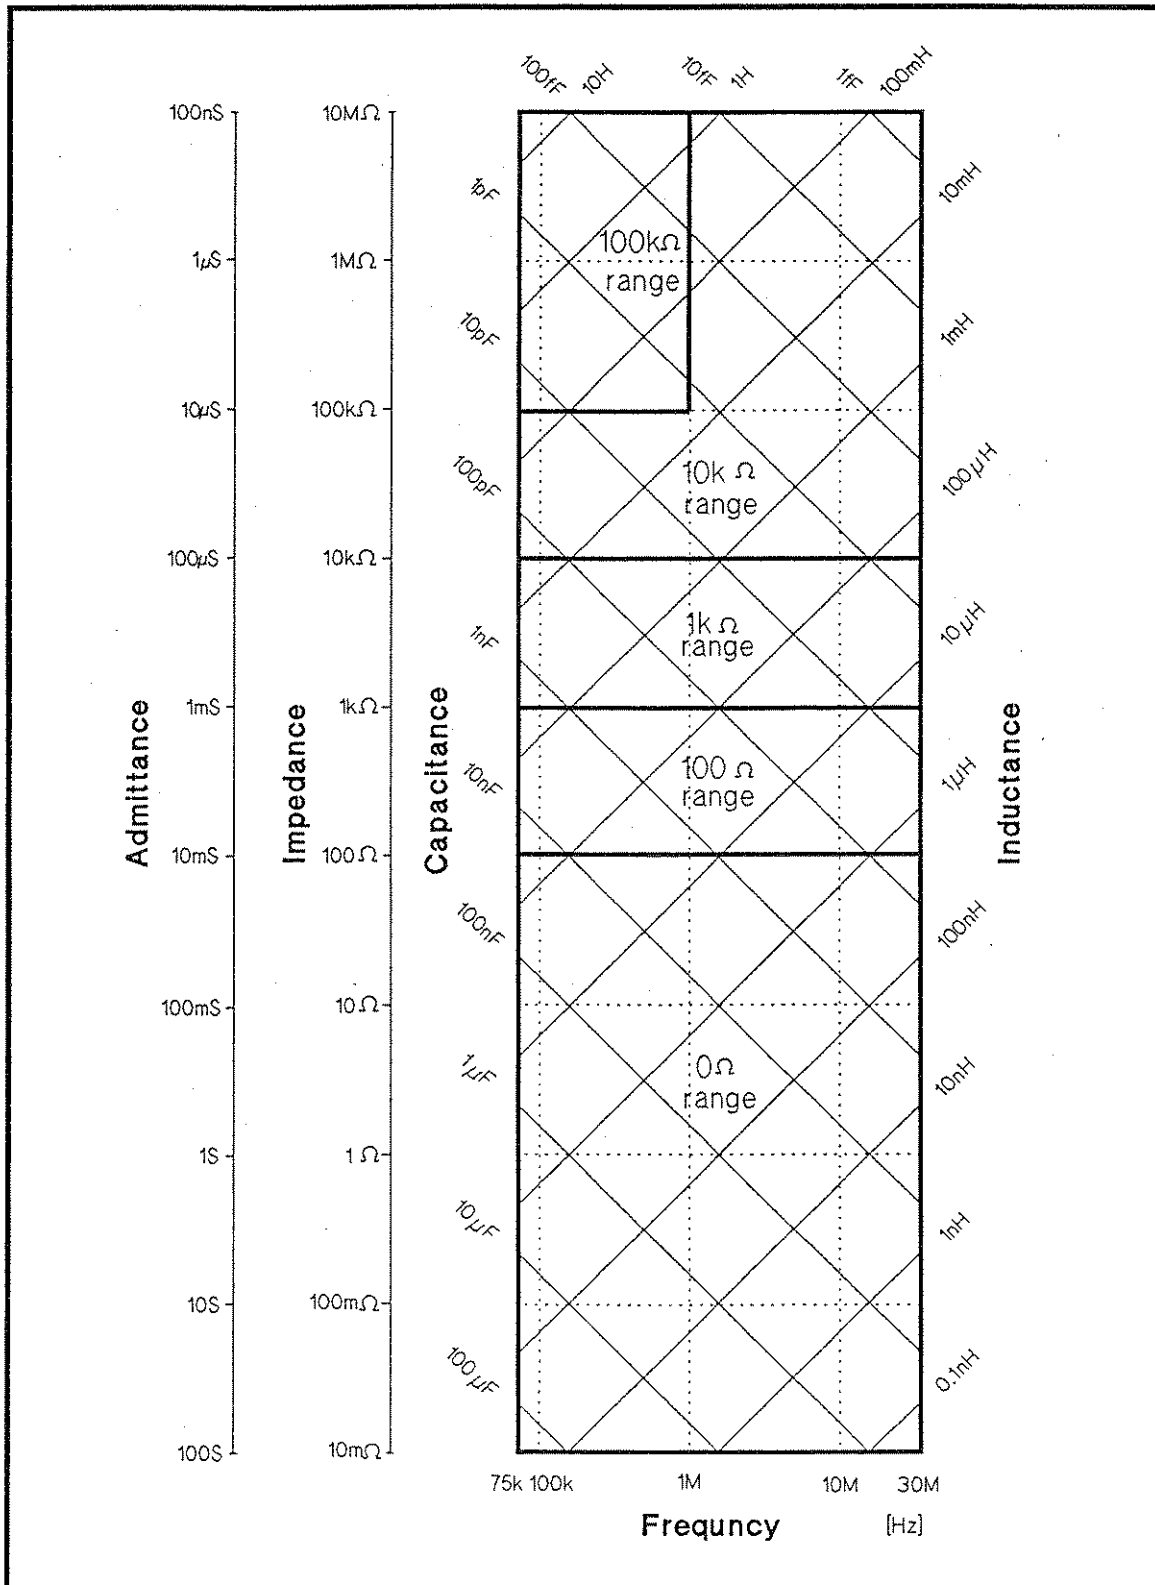 100fF 10H 10fF 1H 1fF 100mH
100nS 10MΩ
1pF 10mH
1μS 1MΩ 100kΩ
range
10pF 1mH
10μS 100kΩ
100pF 10k Ω 100μH
range
100μS 10kΩ
1nF 1k Ω 10μH
range
1mS 1kΩ
10nF 100 Ω 1μH
range
Admittance Impedance Capacitance Inductance
10mS 100Ω
100nF 100nH
100mS 10Ω
1μF 0Ω 10nH
range
1S 1Ω
10μF 1nH
10S 100mΩ
100μF 0.1nH
100S 10mΩ
75k 100k 1M 10M 30M
Frequncy [Hz]